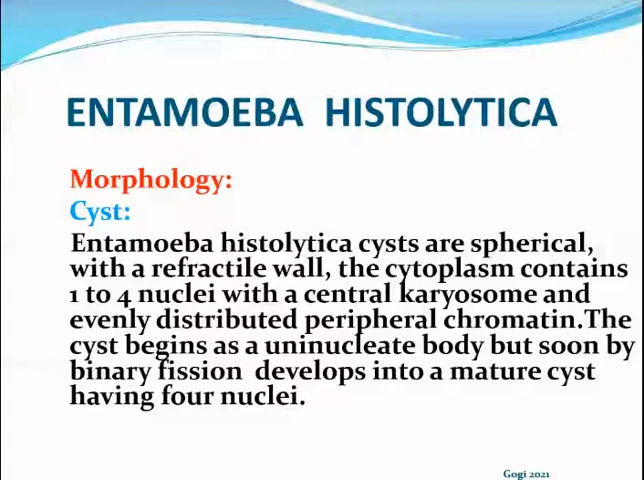 ENTAMOEBA HISTOLYTICA
Morphology:
Cyst:
Entamoeba histolytica cysts are spherical,
with a refractile wall, the cytoplasm contains
1 to 4 nuclei with a central karyosome and
evenly distributed peripheral chromatin.The
cyst begins as a uninucleate body but soon by
binary fission develops into a mature cyst
having four nuclei.
Gogi 2021